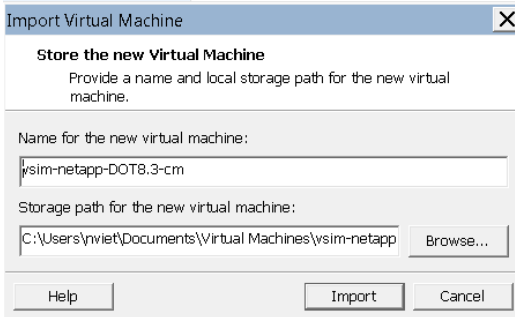 Import Virtual Machine
Store the new Virtual Machine
Provide a name and local storage path for the new virtual
machine.
Name for the new virtual machine:
vsim-netapp-DOT8.3-cm
Storage path for the new virtual machine:
C:\Users\nviet\Documents\Virtual Machines\vsim-netapp
Browse...
Help
Import
Cancel